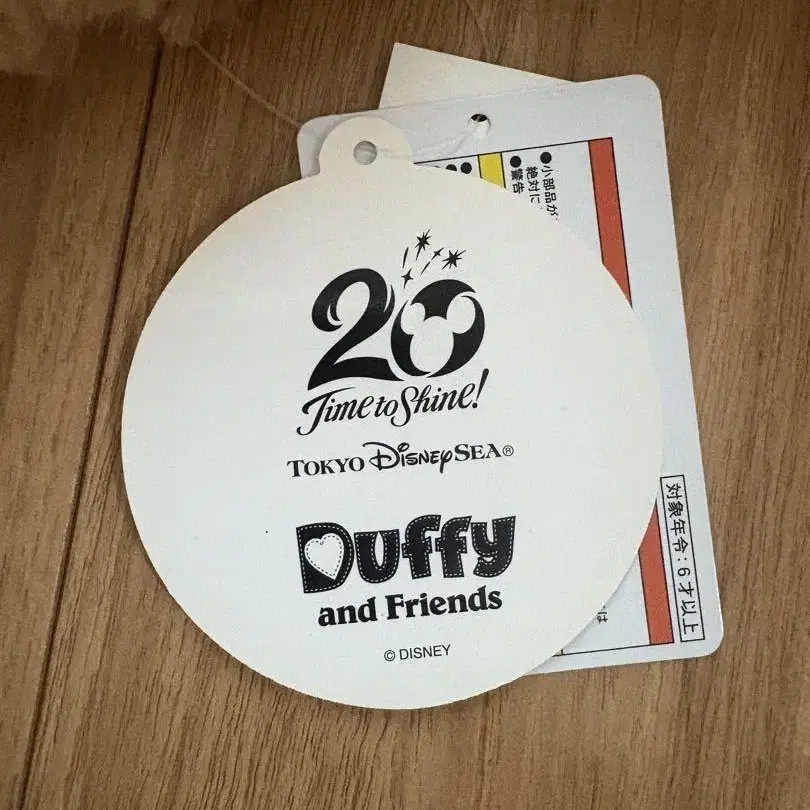 20
Time to Shine!
TOKYO DISNEYSEA®
Duffy
and Friends
© DISNEY
●小部品が
絶対に
●警告
対象年令：6才以上
は